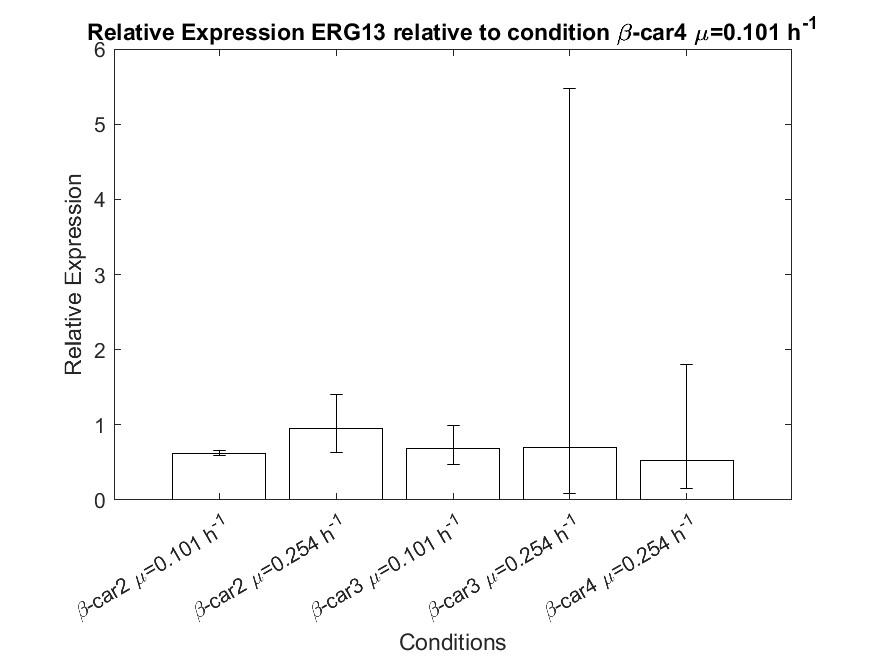 Relative Expression ERG13 relative to condition β-car4 μ=0.101 h⁻¹
Relative Expression
6
5
4
3
2
1
0
β-car2 μ=0.101 h⁻¹
β-car2 μ=0.254 h⁻¹
β-car3 μ=0.101 h⁻¹
β-car3 μ=0.254 h⁻¹
β-car4 μ=0.254 h⁻¹
Conditions